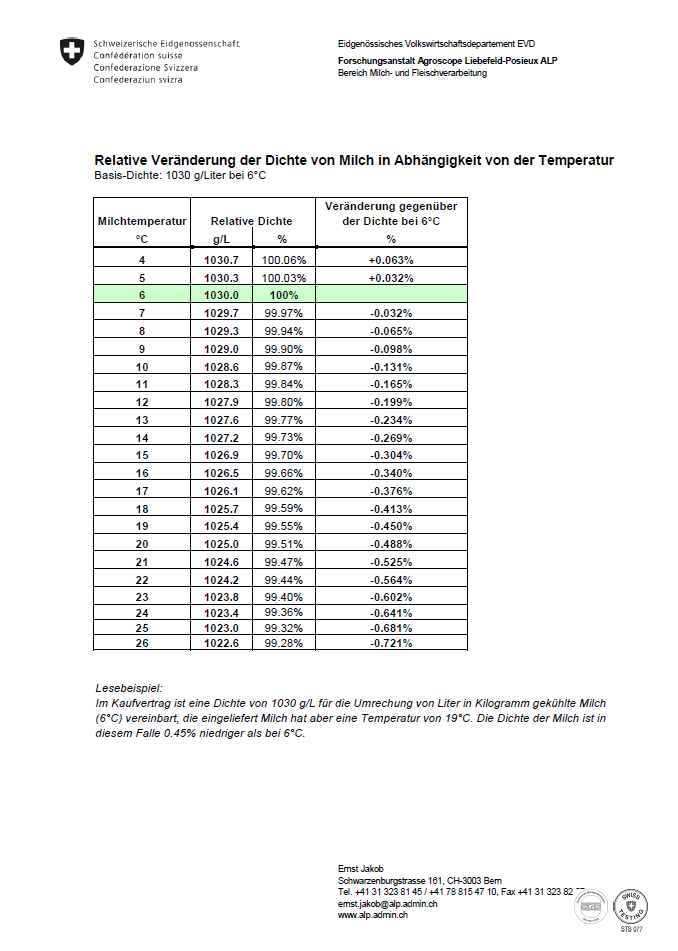 Schweizerische Eidgenossenschaft
Confédération suisse
Confederazione Svizzera
Confederaziun svizra
Eidgenössisches Volkswirtschaftsdepartement EVD
Forschungsanstalt Agroscope Liebefeld-Posieux ALP
Bereich Milch- und Fleischverarbeitung
Relative Veränderung der Dichte von Milch in Abhängigkeit von der Temperatur
Basis-Dichte: 1030 g/Liter bei 6°C
Milchtemperatur Relative Dichte Veränderung gegenüber
der Dichte bei 6°C
°C g/L % %
4 1030.7 100.06% +0.063%
5 1030.3 100.03% +0.032%
6 1030.0 100%
7 1029.7 99.97% -0.032%
8 1029.3 99.94% -0.065%
9 1029.0 99.90% -0.098%
10 1028.6 99.87% -0.131%
11 1028.3 99.84% -0.165%
12 1027.9 99.80% -0.199%
13 1027.6 99.77% -0.234%
14 1027.2 99.73% -0.269%
15 1026.9 99.70% -0.304%
16 1026.5 99.66% -0.340%
17 1026.1 99.62% -0.376%
18 1025.7 99.59% -0.413%
19 1025.4 99.55% -0.450%
20 1025.0 99.51% -0.488%
21 1024.6 99.47% -0.525%
22 1024.2 99.44% -0.564%
23 1023.8 99.40% -0.602%
24 1023.4 99.36% -0.641%
25 1023.0 99.32% -0.681%
26 1022.6 99.28% -0.721%
Lesebeispiel:
Im Kaufvertrag ist eine Dichte von 1030 g/L für die Umrechung von Liter in Kilogramm gekühlte Milch
(6°C) vereinbart, die eingeliefert Milch hat aber eine Temperatur von 19°C. Die Dichte der Milch ist in
diesem Falle 0.45% niedriger als bei 6°C.
Ernst Jakob
Schwarzenburgstrasse 161, CH-3003 Bern
Tel. +41 31 323 81 45 / +41 78 815 47 10, Fax +41 31 323 82
ernst.jakob@alp.admin.ch
www.alp.admin.ch
SWISS
TESTING
STS 077